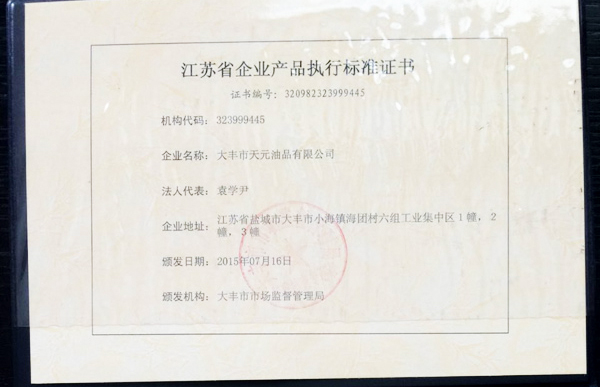 江苏省企业产品执行标准证书
证书编号：320982323999445
机构代码：323999445
企业名称：大丰市天元油品有限公司
法人代表：袁学尹
企业地址：江苏省盐城市大丰市小海镇海团村六组工业集中区1幢，2
幢，3幢
颁发日期：2015年07月16日
颁发机构：大丰市市场监督管理局